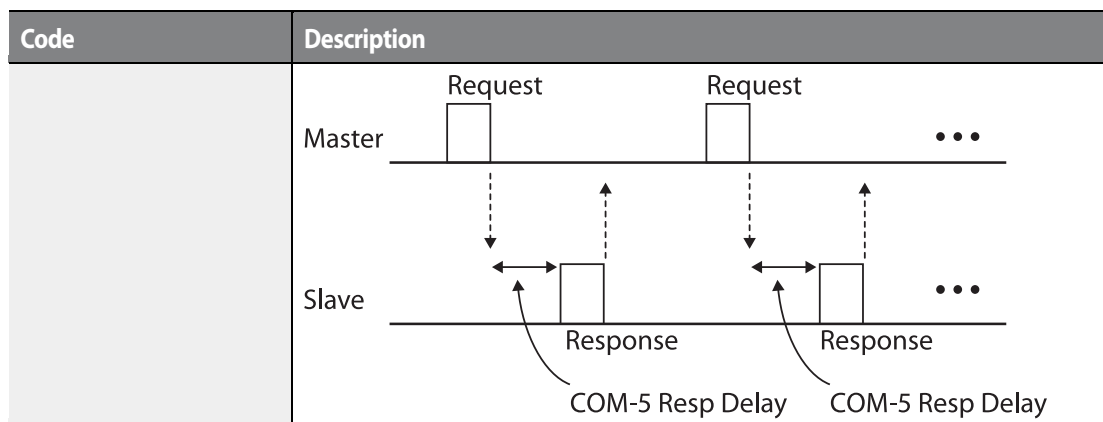 Code Description
Request Request
Master
Slave
Response Response
COM-5 Resp Delay COM-5 Resp Delay